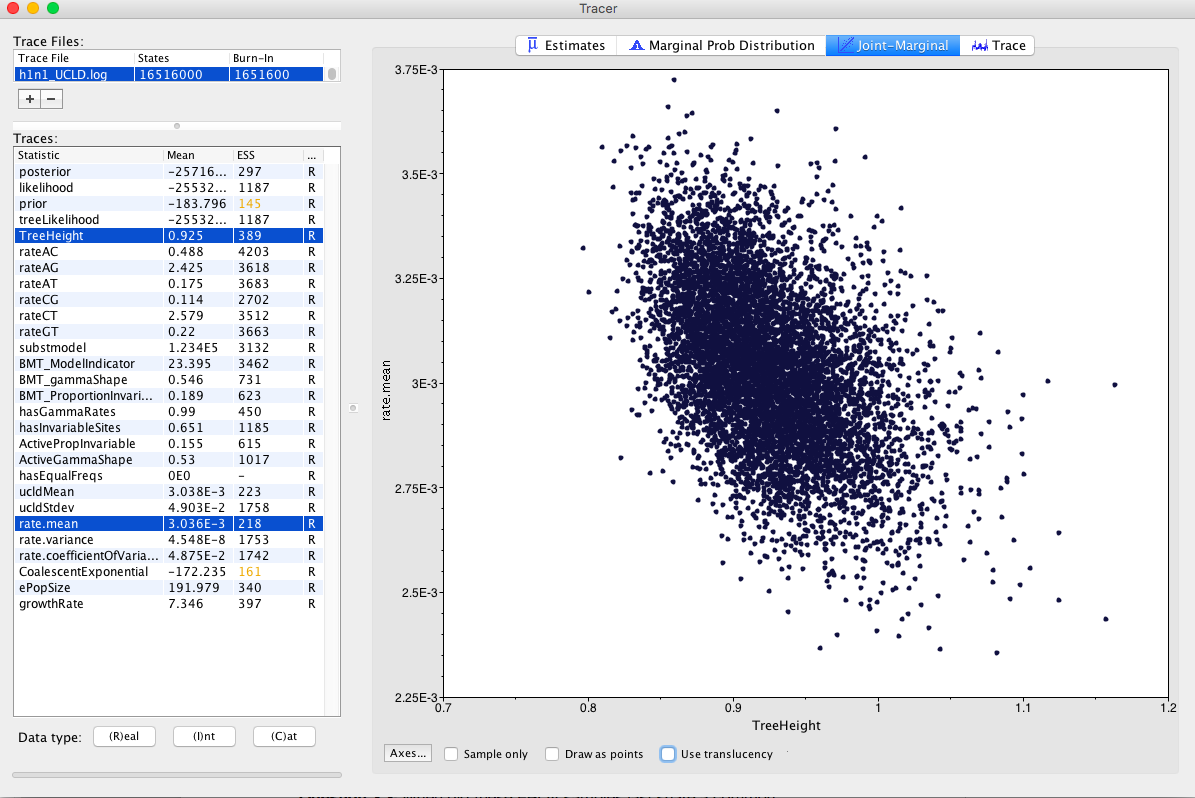 Tracer
Trace Files:
Trace File States Burn-In
h1n1_UCLD.log 16516000 1651600
+ −
Traces:
Statistic Mean ESS ...
posterior −25716... 297 R
likelihood −25532... 1187 R
prior −183.796 145 R
treeLikelihood −25532... 1187 R
TreeHeight 0.925 389 R
rateAC 0.488 4203 R
rateAG 2.425 3618 R
rateAT 0.175 3683 R
rateCG 0.114 2702 R
rateCT 2.579 3512 R
rateGT 0.22 3663 R
substmodel 1.234E5 3132 R
BMT_ModelIndicator 23.395 3462 R
BMT_gammaShape 0.546 731 R
BMT_ProportionInvari... 0.189 623 R
hasGammaRates 0.99 450 R
hasInvariableSites 0.651 1185 R
ActivePropInvariable 0.155 615 R
ActiveGammaShape 0.53 1017 R
hasEqualFreqs 0E0 - R
ucldMean 3.038E-3 223 R
ucldStdev 4.903E-2 1758 R
rate.mean 3.036E-3 218 R
rate.variance 4.548E-8 1753 R
rate.coefficientOfVaria... 4.875E-2 1742 R
CoalescentExponential −172.235 161 R
ePopSize 191.979 340 R
growthRate 7.346 397 R
Data type: (R)eal (I)nt (C)at
μ Estimates Marginal Prob Distribution Joint-Marginal Trace
3.75E-3
3.5E-3
3.25E-3
3E-3
2.75E-3
2.5E-3
2.25E-3
rate.mean
0.7 0.8 0.9 1 1.1 1.2
TreeHeight
Axes... Sample only Draw as points Use translucency